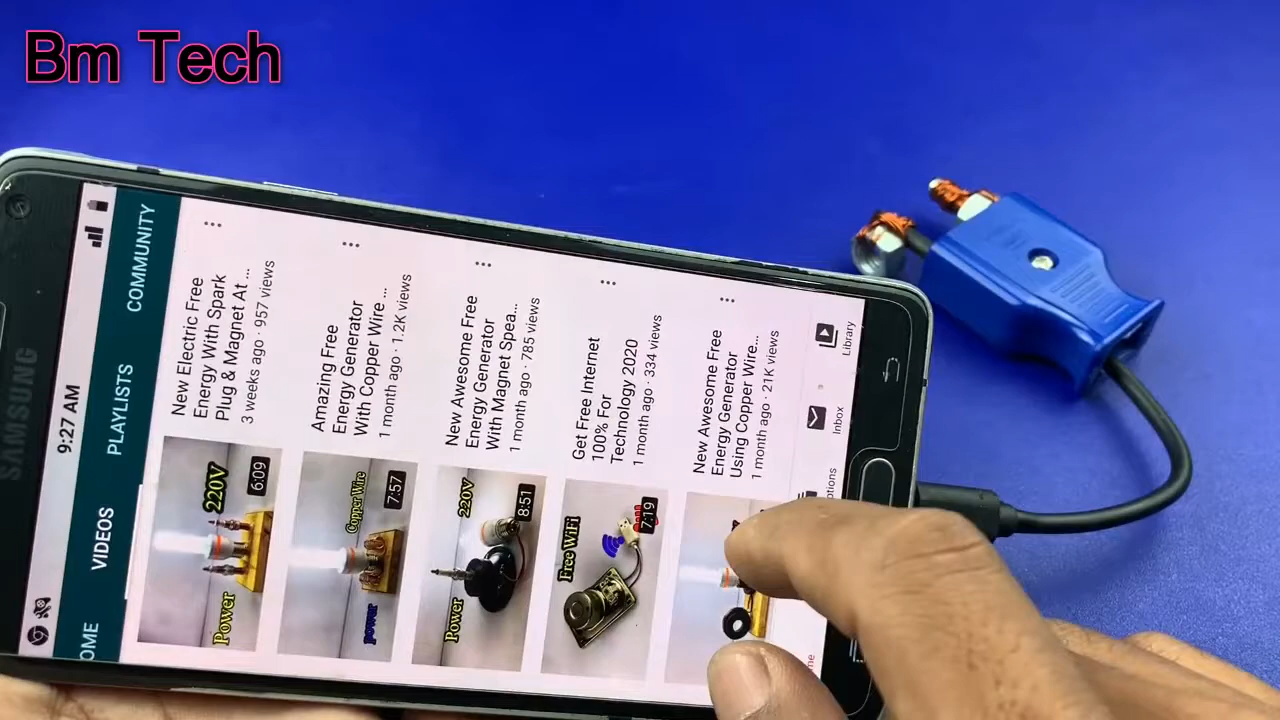 Bm Tech
SAMSUNG
9:27 AM
OME
VIDEOS
PLAYLISTS
COMMUNITY
New Electric Free
Energy With Spark
Plug & Magnet At...
3 weeks ago · 957 views
220V
Power
6:09
Amazing Free
Energy Generator
With Copper Wire ...
1 month ago · 1.2K views
Copper Wire
power
7:57
New Awesome Free
Energy Generator
With Magnet Spea...
1 month ago · 785 views
220V
Power
8:51
Get Free Internet
100% For
Technology 2020
1 month ago · 334 views
Free WiFi
7:19
New Awesome Free
Energy Generator
Using Copper Wire...
1 month ago · 21K views
me
ptions
Inbox
Library